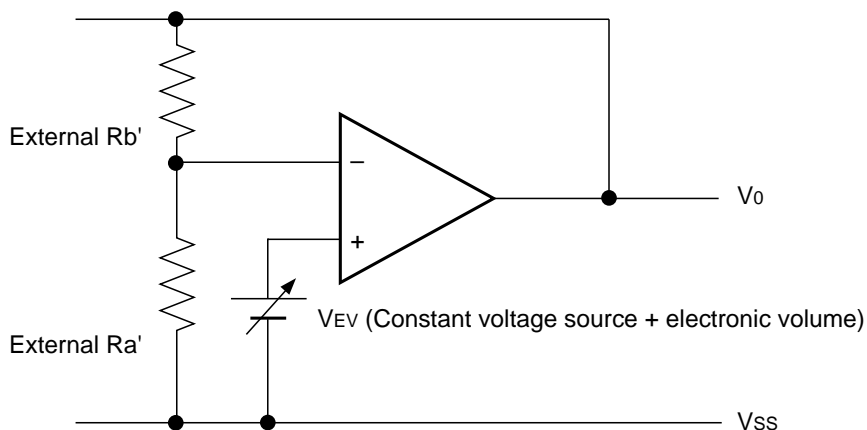 External Rb'
−
V0
+
VEV (Constant voltage source + electronic volume)
External Ra'
VSS